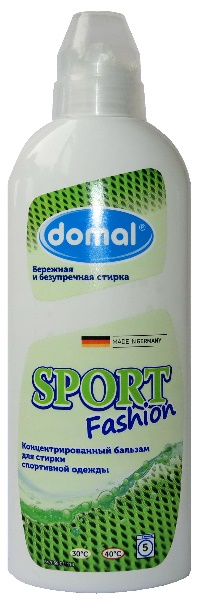 domal®
Бережная
и безупречная стирка
MADE IN GERMANY
SPORT
Fashion
Концентрированный бальзам
для стирки
спортивной одежды
30°C 40°C 5